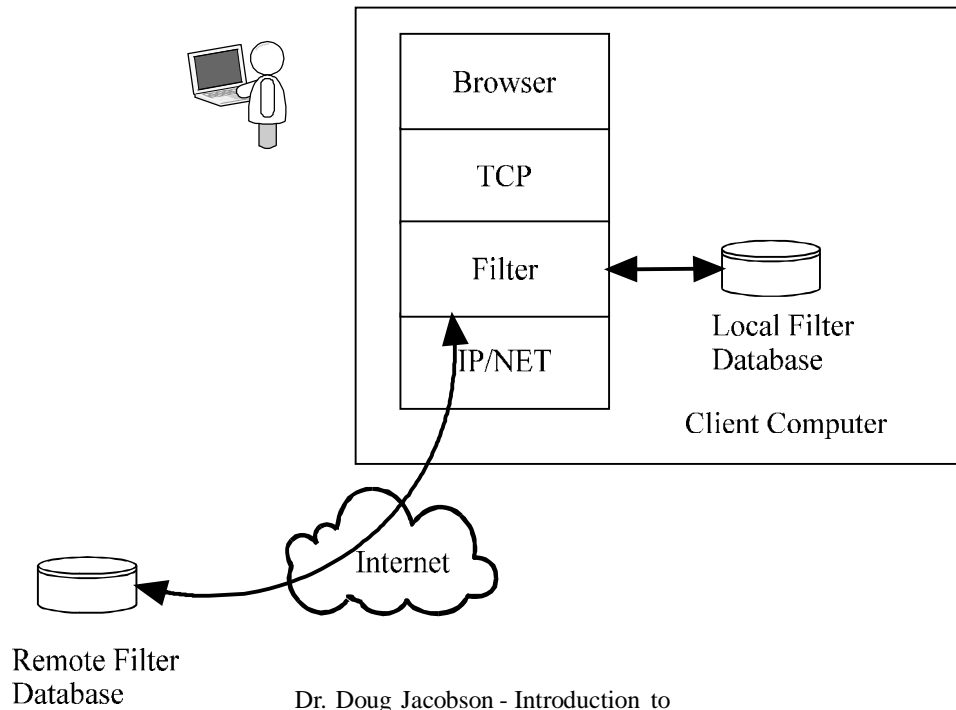 Browser
TCP
Filter
IP/NET
Local Filter
Database
Client Computer
Internet
Remote Filter
Database
Dr. Doug Jacobson - Introduction to